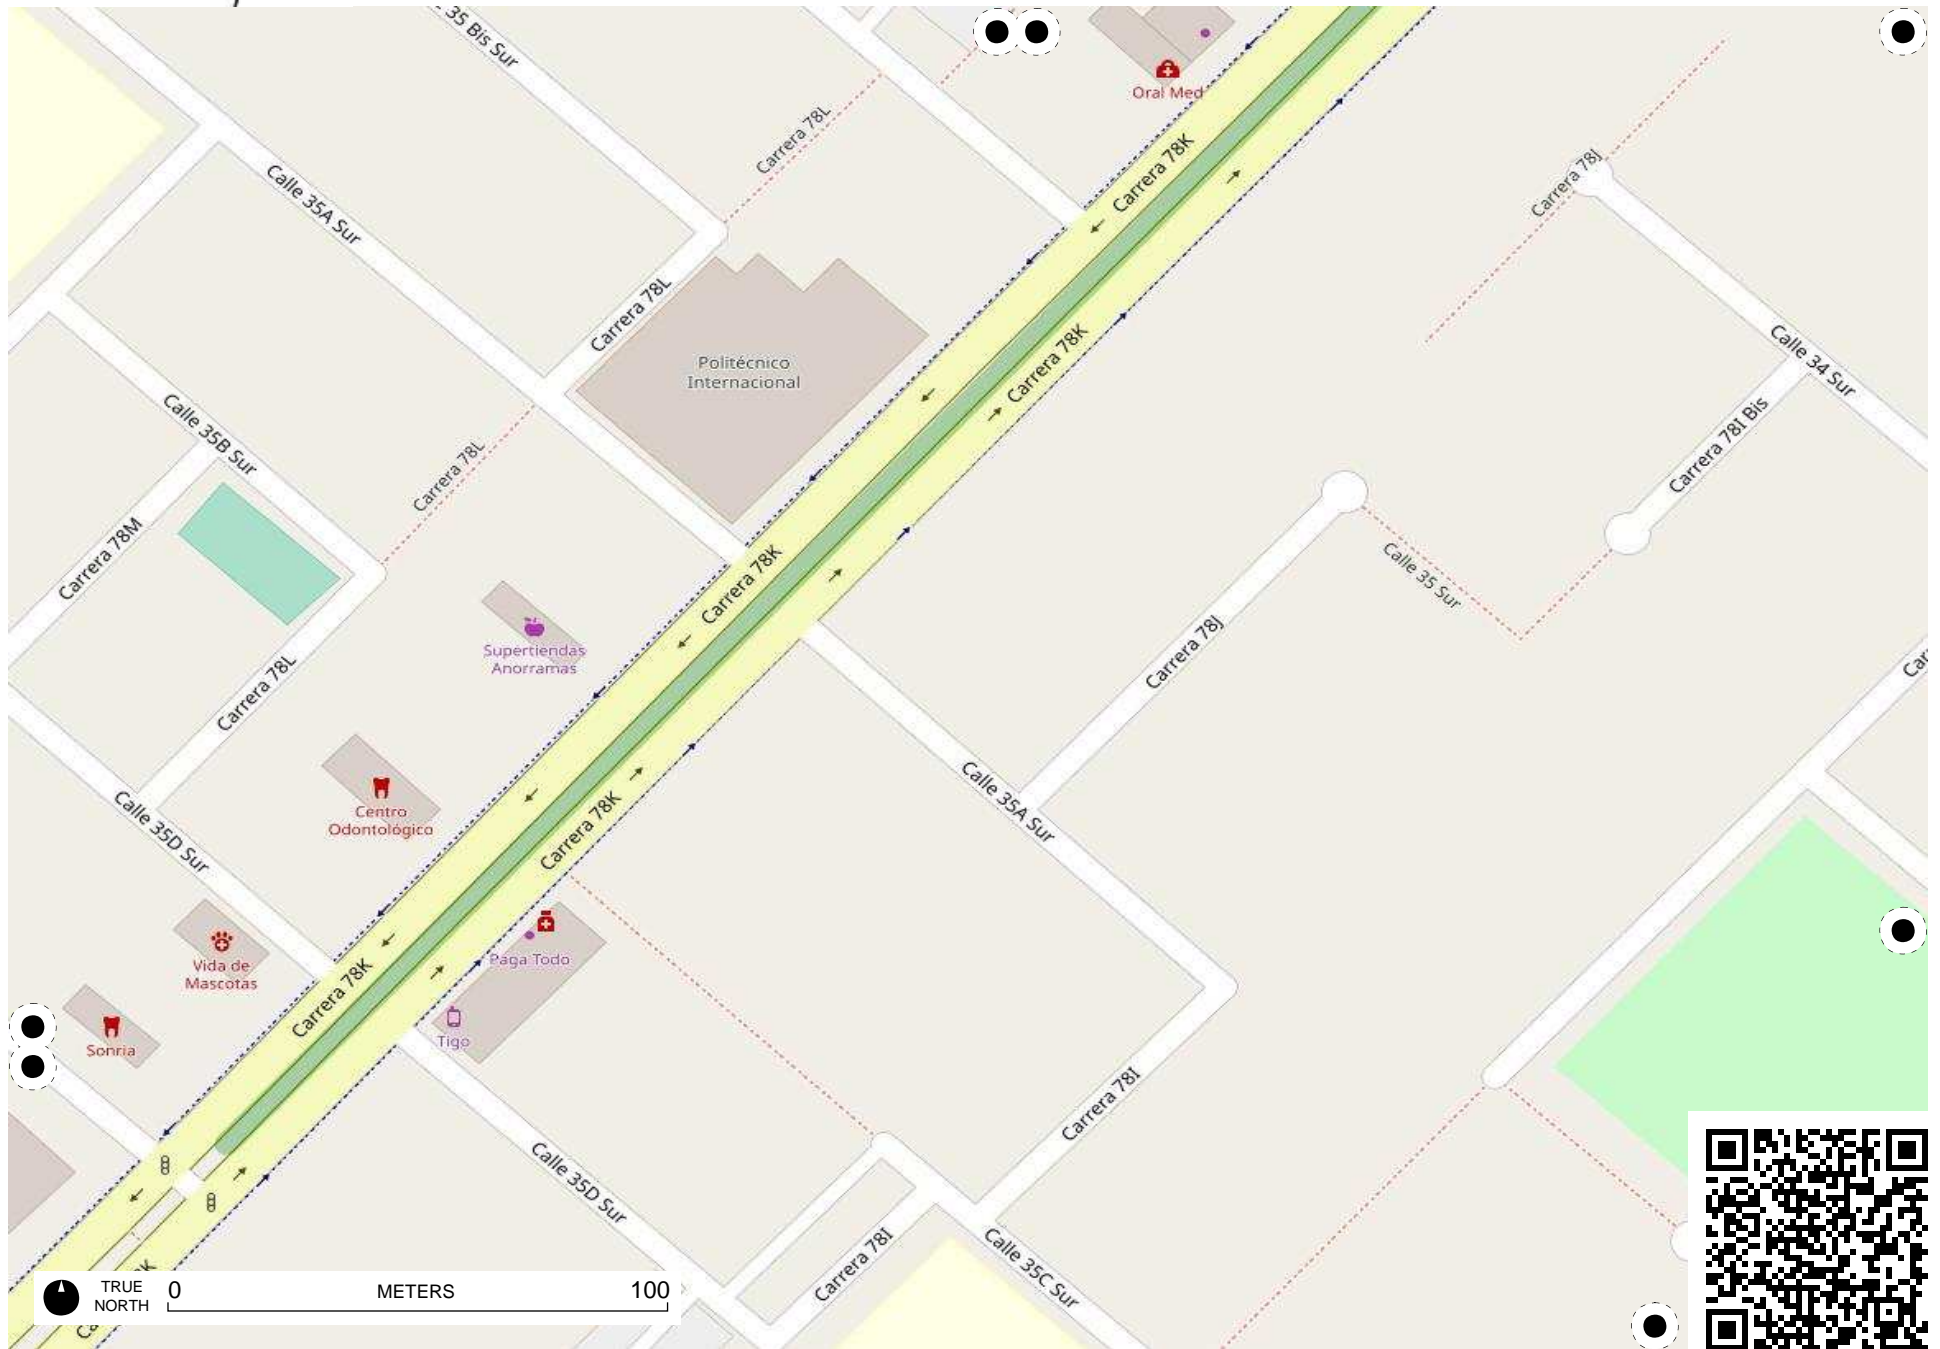 35 Bis Sur
Oral Med
Carrera 78L
Carrera 78K
Carrera 78J
Calle 35A Sur
Carrera 78L
Calle 34 Sur
Politécnico
Internacional
Carrera 78K
Carrera 78I Bis
Calle 35B Sur
Carrera 78L
Carrera 78M
Carrera 78K
Calle 35 Sur
Supertiendas
Anorramas
Carrera 78J
Carrera 78L
Calle 35A Sur
Centro
Odontológico
Carrera 78K
Calle 35D Sur
Paga Todo
Vida de
Mascotas
Carrera 78K
Tigo
Sonria
Carrera 78I
Calle 35D Sur
Carrera 78I
Calle 35C Sur
TRUE
NORTH
0 METERS 100